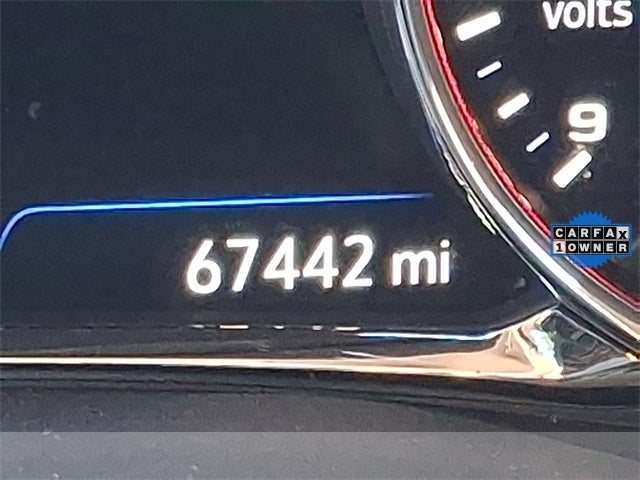 volts
9
67442 mi
CARFAX
1 OWNER